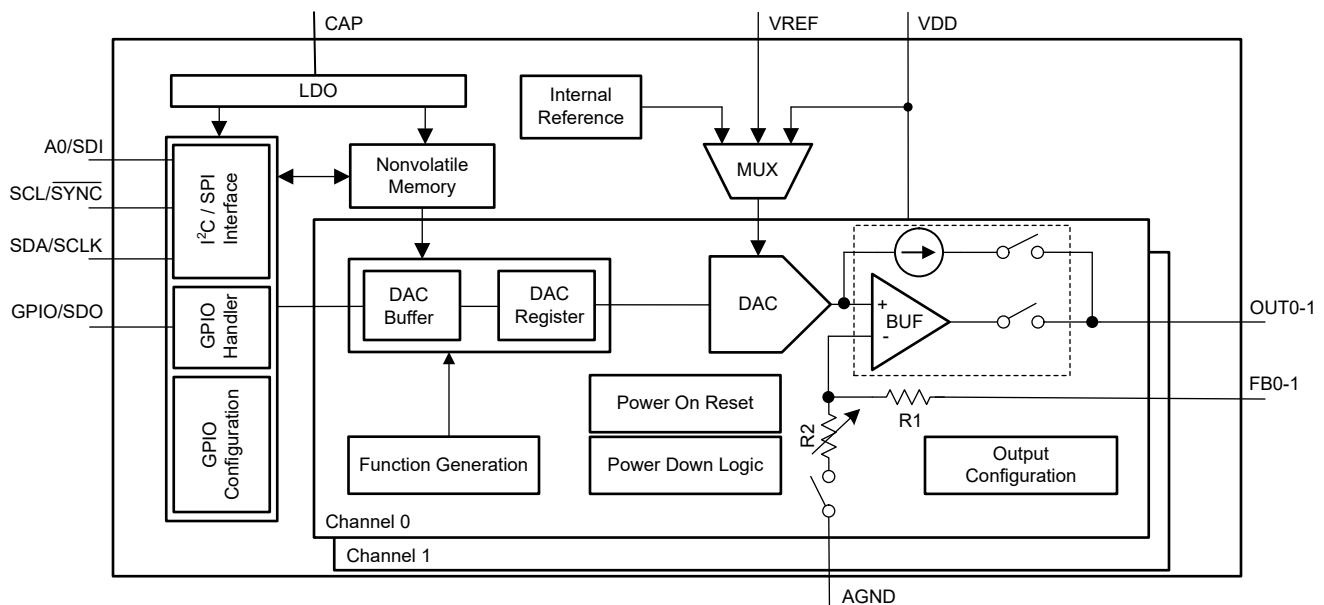 CAP
VREF
VDD
LDO
Internal
Reference
A0/SDI
SCL/SYNC
SDA/SCLK
GPIO/SDO
I²C / SPI
Interface
GPIO
Handler
GPIO
Configuration
Nonvolatile
Memory
MUX
DAC
Buffer
DAC
Register
DAC
+
BUF
-
OUT0-1
FB0-1
R1
R2
Function Generation
Power On Reset
Power Down Logic
Output
Configuration
Channel 0
Channel 1
AGND